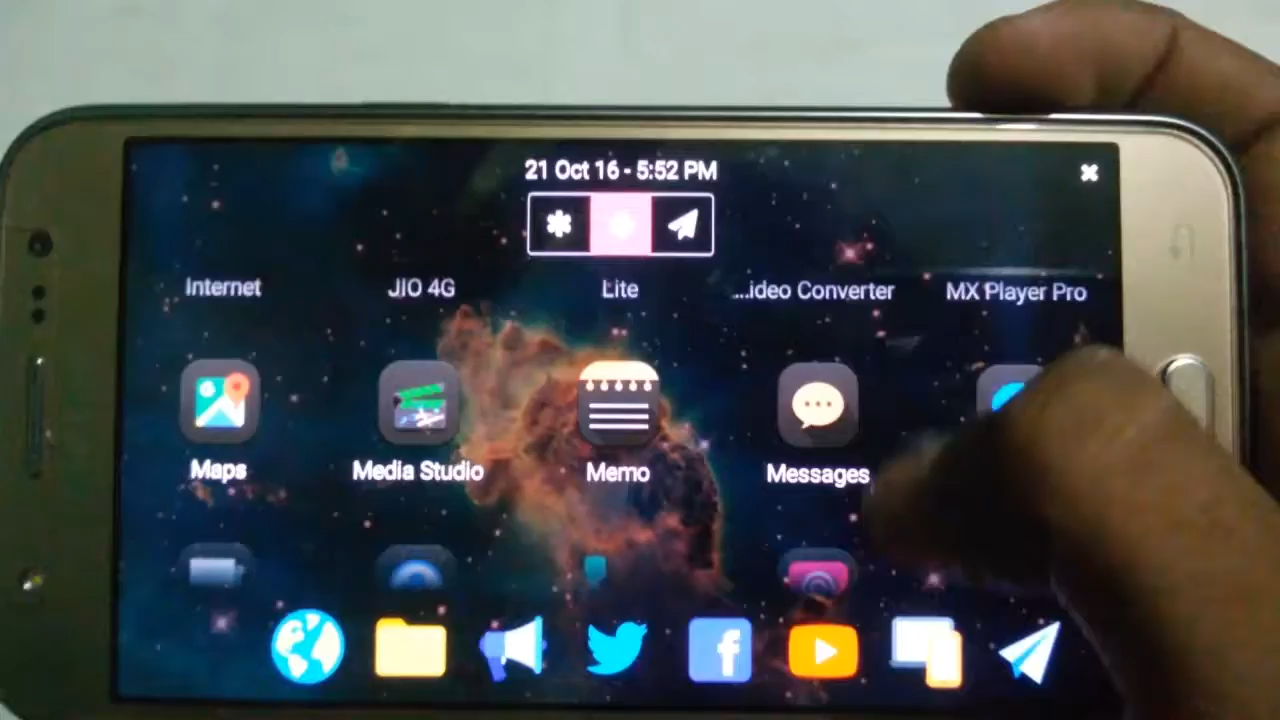 21 Oct 16 - 5:52 PM
Internet
JIO 4G
Lite
...ideo Converter
MX Player Pro
Maps
Media Studio
Memo
Messages
f